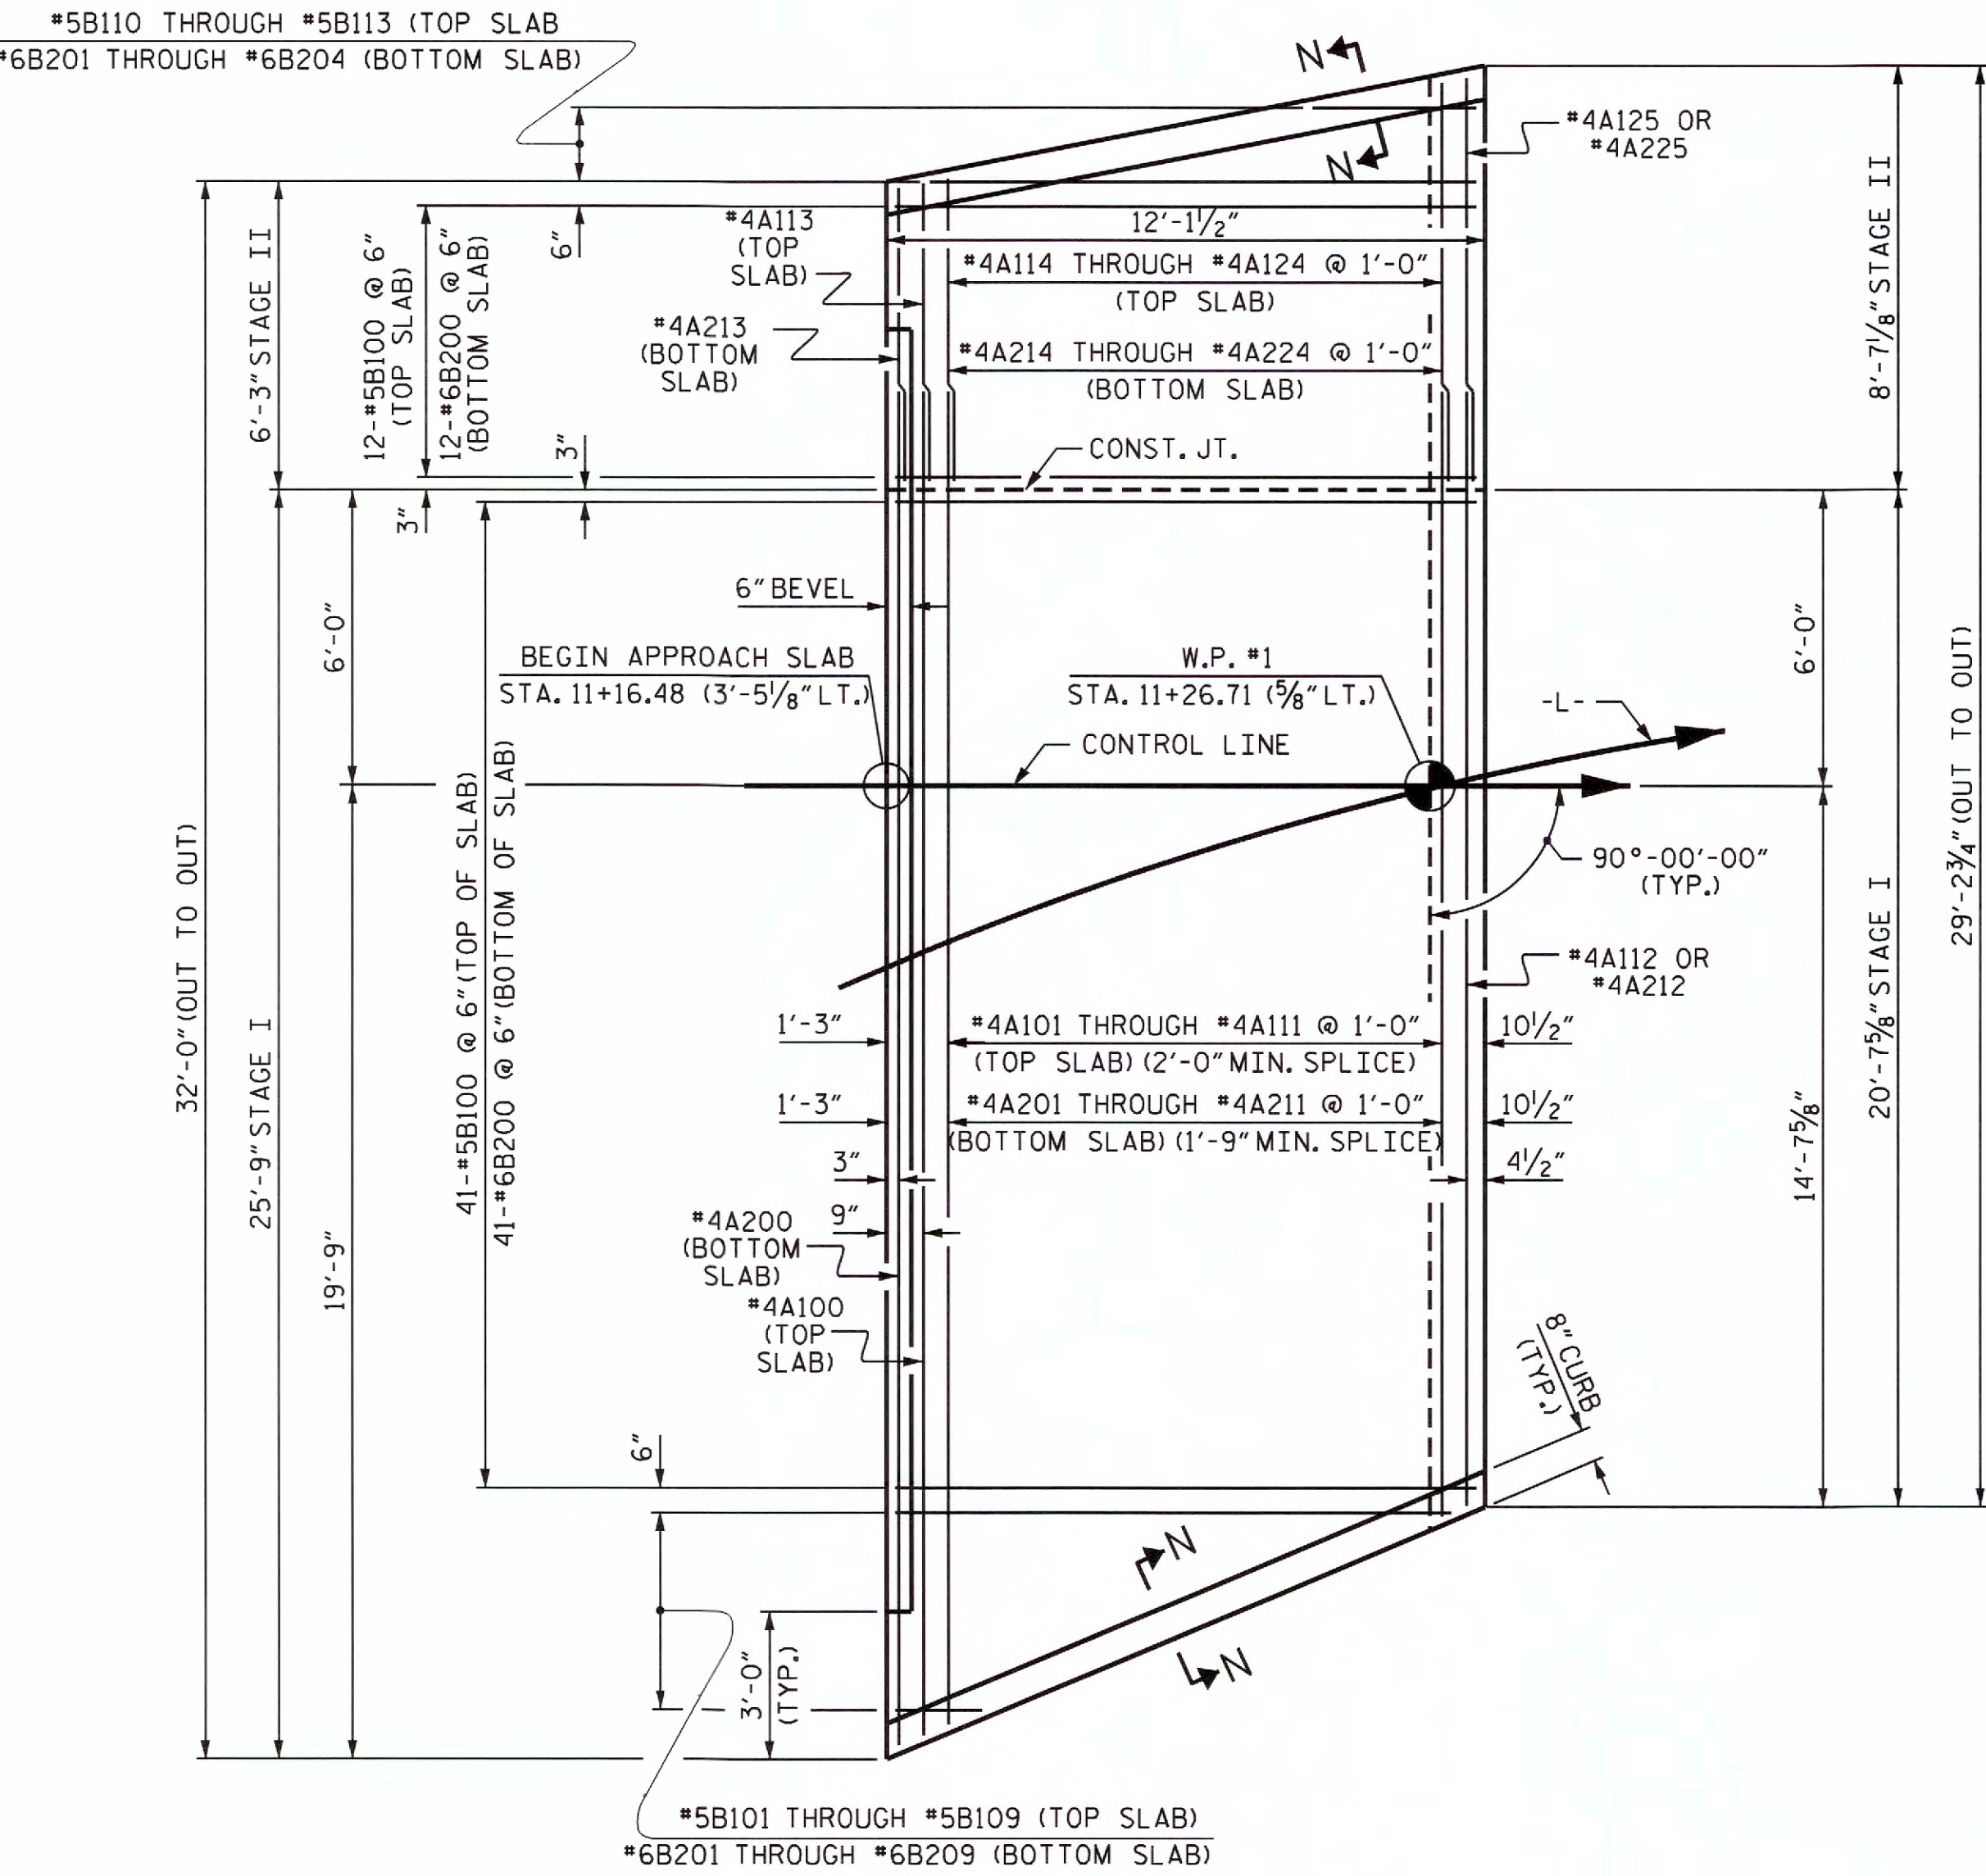 #5B110 THROUGH #5B113 (TOP SLAB
#6B201 THROUGH #6B204 (BOTTOM SLAB)
N
N
#4A125 OR
#4A225
#4A113
(TOP
SLAB)
12'-1½"
#4A114 THROUGH #4A124 @ 1'-0"
(TOP SLAB)
#4A213
(BOTTOM
SLAB)
#4A214 THROUGH #4A224 @ 1'-0"
(BOTTOM SLAB)
6"
6'-3" STAGE II
12-#5B100 @ 6"
(TOP SLAB)
12-#6B200 @ 6"
(BOTTOM SLAB)
8'-7⅛" STAGE II
3"
CONST. JT.
3"
6" BEVEL
6'-0"
6'-0"
BEGIN APPROACH SLAB
STA. 11+16.48 (3'-5⅛" LT.)
W.P. #1
STA. 11+26.71 (⅝" LT.)
-L-
CONTROL LINE
90°-00'-00"
(TYP.)
32'-0" (OUT TO OUT)
25'-9" STAGE I
19'-9"
41-#5B100 @ 6" (TOP OF SLAB)
41-#6B200 @ 6" (BOTTOM OF SLAB)
29'-2¾" (OUT TO OUT)
20'-7⅝" STAGE I
14'-7⅝"
#4A112 OR
#4A212
1'-3"
#4A101 THROUGH #4A111 @ 1'-0"
(TOP SLAB) (2'-0" MIN. SPLICE)
10½"
1'-3"
#4A201 THROUGH #4A211 @ 1'-0"
(BOTTOM SLAB) (1'-9" MIN. SPLICE)
10½"
3"
4½"
#4A200
(BOTTOM
SLAB)
9"
#4A100
(TOP
SLAB)
8" CURB
(TYP.)
6"
N
N
3'-0"
(TYP.)
#5B101 THROUGH #5B109 (TOP SLAB)
#6B201 THROUGH #6B209 (BOTTOM SLAB)